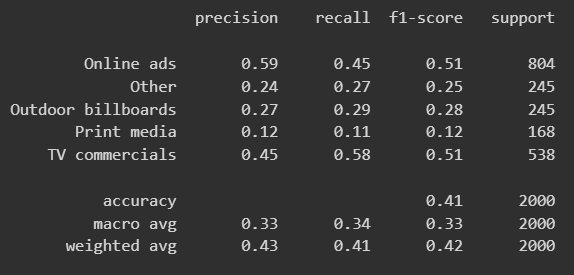 precision recall f1-score support
Online ads 0.59 0.45 0.51 804
Other 0.24 0.27 0.25 245
Outdoor billboards 0.27 0.29 0.28 245
Print media 0.12 0.11 0.12 168
TV commercials 0.45 0.58 0.51 538
accuracy 0.41 2000
macro avg 0.33 0.34 0.33 2000
weighted avg 0.43 0.41 0.42 2000